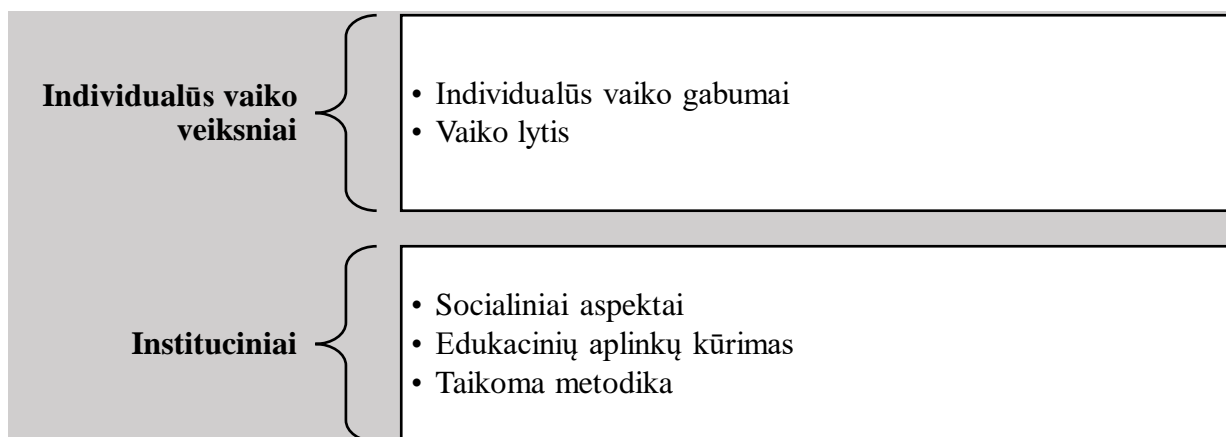 Individualūs vaiko
veiksniai
• Individualūs vaiko gabumai
• Vaiko lytis
Instituciniai
• Socialiniai aspektai
• Edukacinių aplinkų kūrimas
• Taikoma metodika